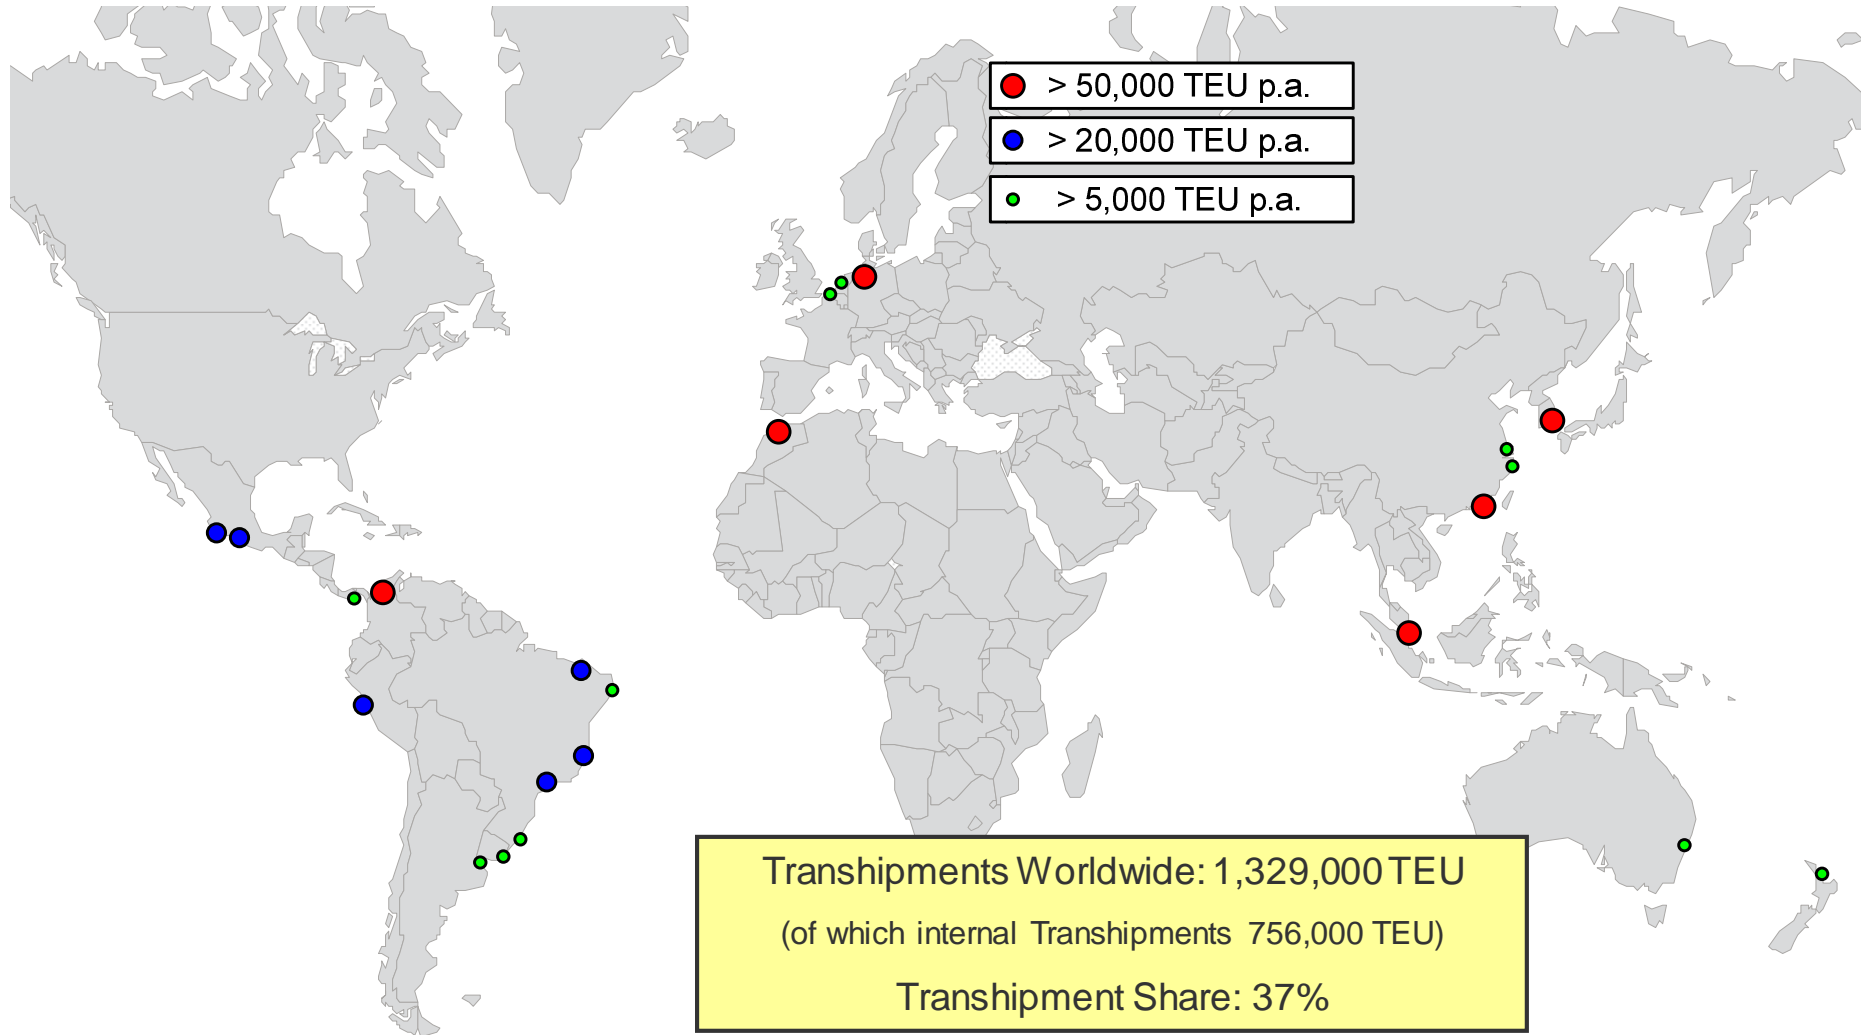 > 50,000 TEU p.a.
> 20,000 TEU p.a.
> 5,000 TEU p.a.
Transhipments Worldwide: 1,329,000 TEU
(of which internal Transhipments 756,000 TEU)
Transhipment Share: 37%